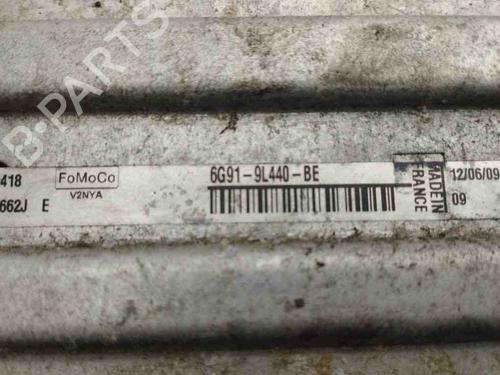 418
FoMoCo
V2NYA
662J E
6G91-9L440-BE
MADE IN
FRANCE
12/06/09
09
B-PARTS